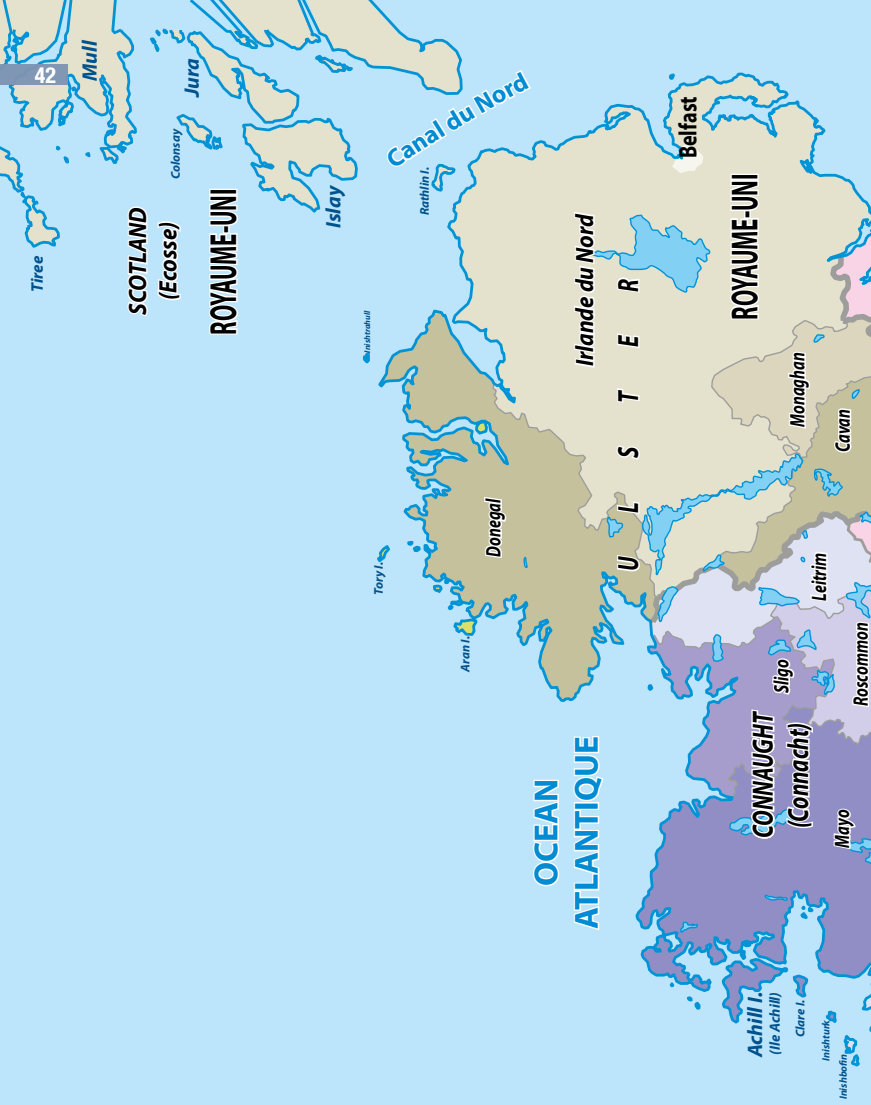 42
Mull
Jura
Colonsay
Islay
Tiree
SCOTLAND
(Ecosse)
ROYAUME-UNI
Canal du Nord
Rathlin I.
Inishtrahull
Belfast
Irlande du Nord
ROYAUME-UNI
ULSTER
Monaghan
Cavan
Donegal
Tory I.
Aran I.
Leitrim
Sligo
Roscommon
OCEAN
ATLANTIQUE
CONNAUGHT
(Connacht)
Mayo
Achill I.
(Ile Achill)
Clare I.
Inishturk
Inishbofin